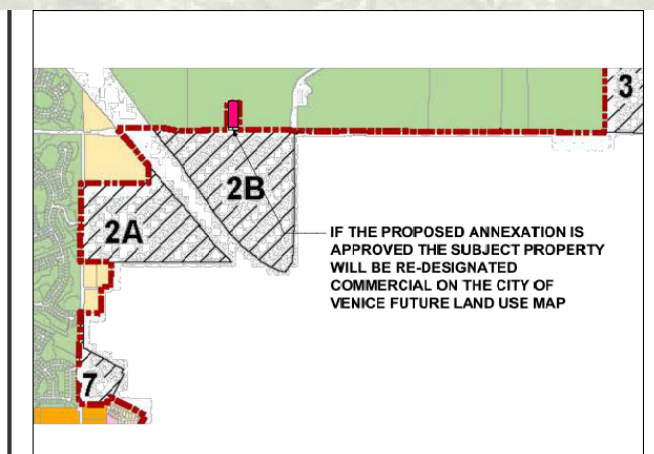 3
2B
2A
IF THE PROPOSED ANNEXATION IS
APPROVED THE SUBJECT PROPERTY
WILL BE RE-DESIGNATED
COMMERCIAL ON THE CITY OF
VENICE FUTURE LAND USE MAP
7